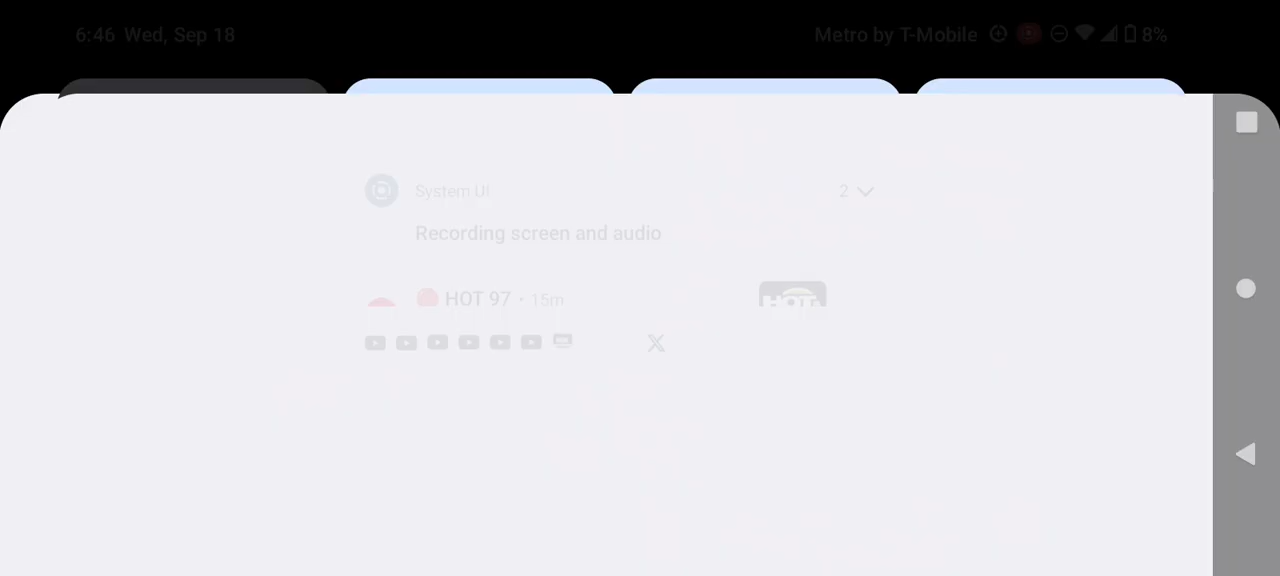 6:46 Wed, Sep 18
Metro by T-Mobile 8%
System UI
2
Recording screen and audio
HOT 97 • 15m
HOT